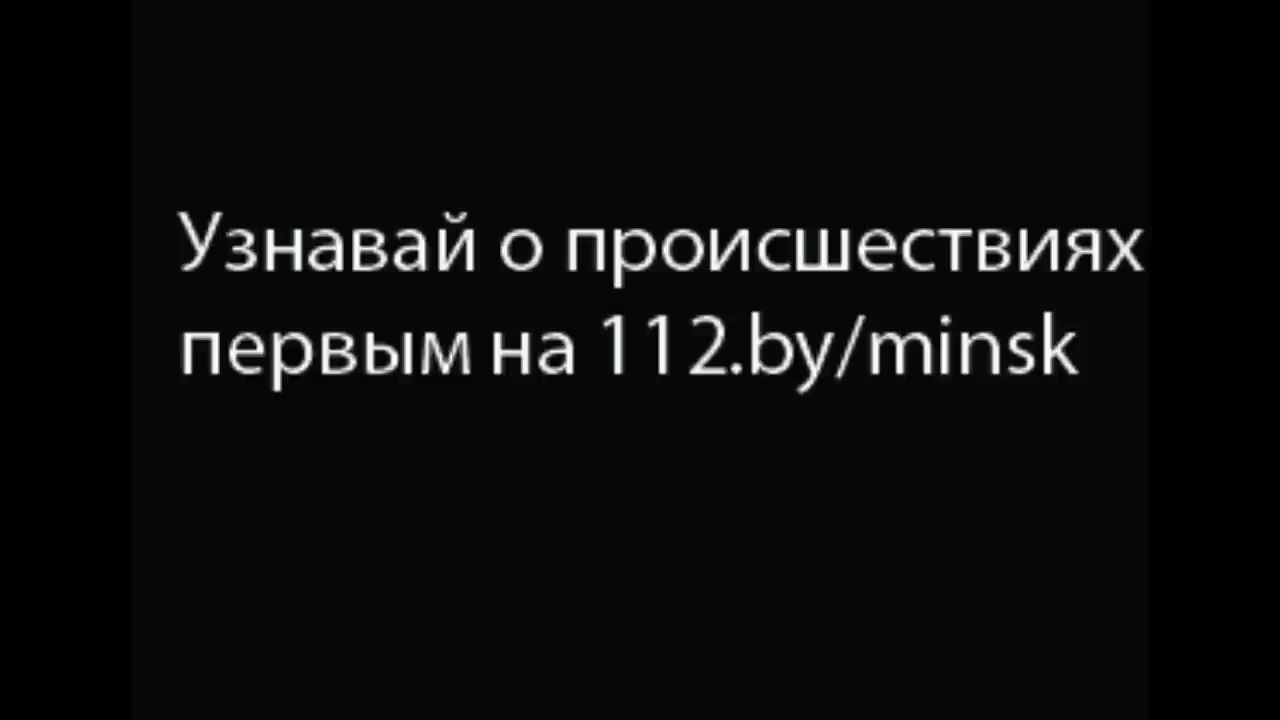 Узнавай о происшествиях
первым на 112.by/minsk